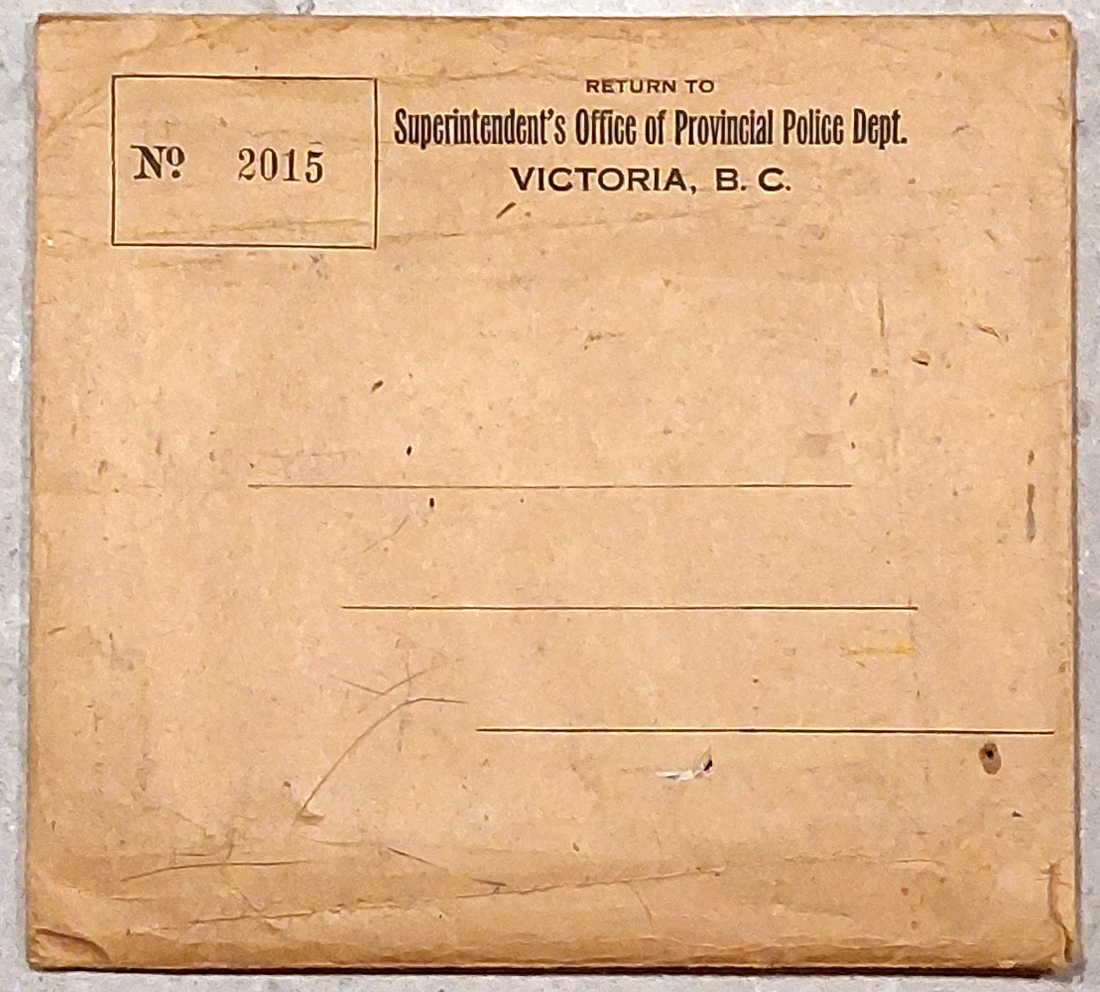 Nº 2015
RETURN TO
Superintendent's Office of Provincial Police Dept.
VICTORIA, B. C.